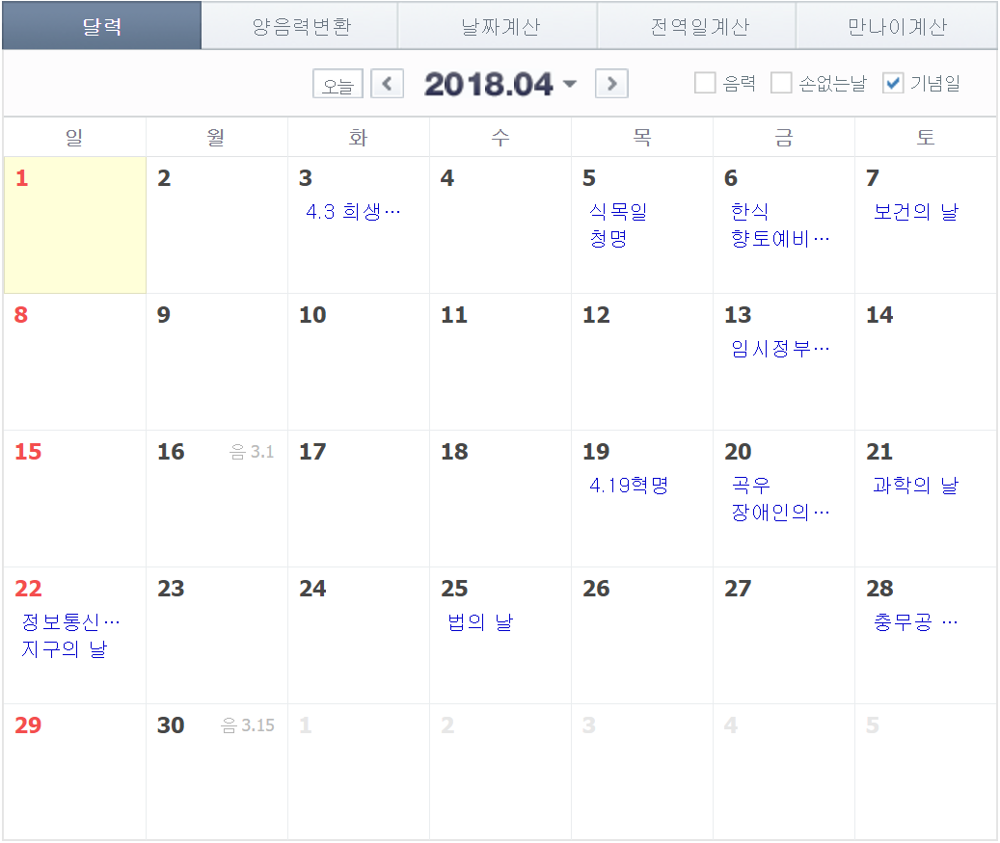 달력 양음력변환 날짜계산 전역일계산 만나이계산
오늘 < 2018.04 > 음력 손없는날 기념일
일 월 화 수 목 금 토
1 2 3 4 5 6 7
4.3 희생… 식목일 한식 보건의 날
청명 향토예비…
8 9 10 11 12 13 14
임시정부…
15 16 음 3.1 17 18 19 20 21
4.19혁명 곡우 과학의 날
장애인의…
22 23 24 25 26 27 28
정보통신… 법의 날 충무공 …
지구의 날
29 30 음 3.15 1 2 3 4 5